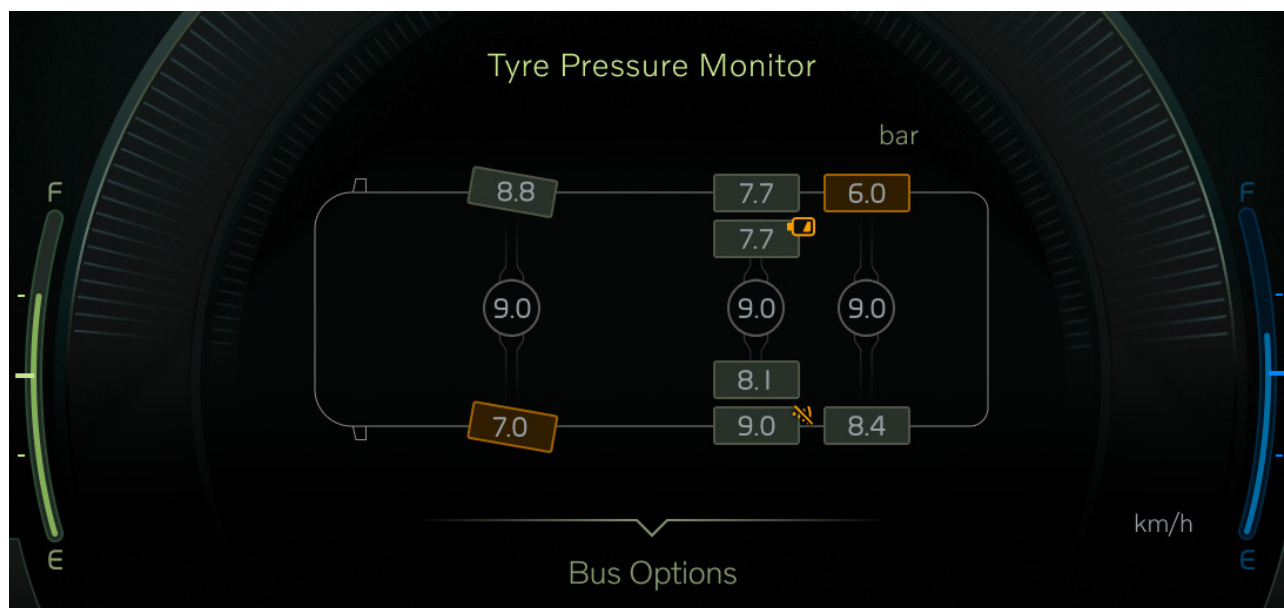 Tyre Pressure Monitor
bar
F
F
8.8
7.7
6.0
7.7
9.0
9.0
9.0
8.1
7.0
9.0
8.4
km/h
E
E
Bus Options